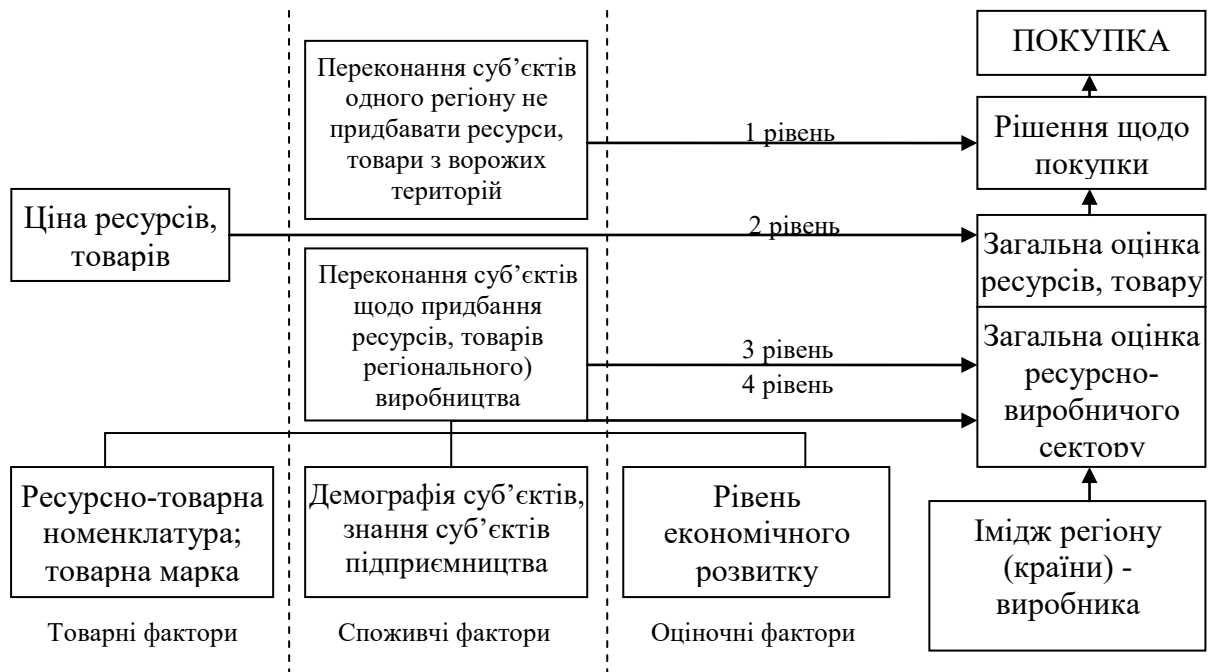 ПОКУПКА
Переконання суб’єктів
одного регіону не
придбавати ресурси,
товари з ворожих
територій
1 рівень
Рішення щодо
покупки
Ціна ресурсів,
товарів
2 рівень
Загальна оцінка
ресурсів, товару
Переконання суб’єктів
щодо придбання
ресурсів, товарів
регіонального)
виробництва
3 рівень
4 рівень
Загальна оцінка
ресурсно-
виробничого
сектору
Ресурсно-товарна
номенклатура;
товарна марка
Демографія суб’єктів,
знання суб’єктів
підприємництва
Рівень
економічного
розвитку
Імідж регіону
(країни) -
виробника
Товарні фактори
Споживчі фактори
Оціночні фактори